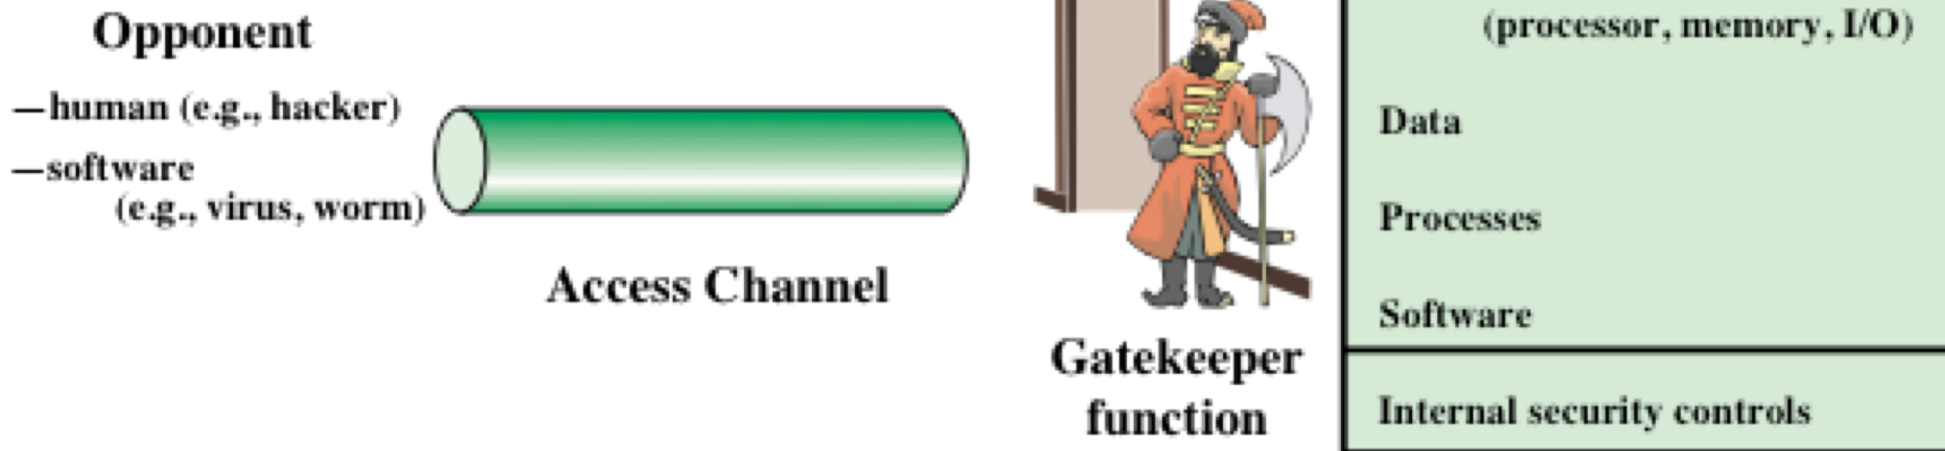 Opponent
—human (e.g., hacker)
—software
(e.g., virus, worm)
Access Channel
Gatekeeper
function
(processor, memory, I/O)
Data
Processes
Software
Internal security controls